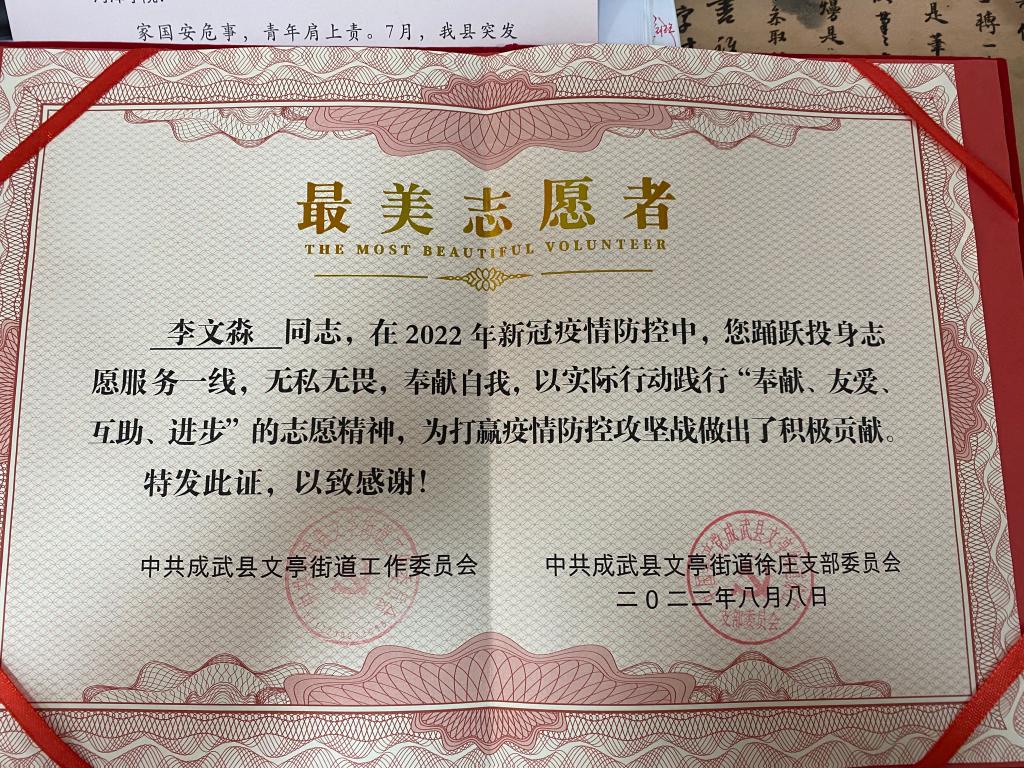 家国安危事，青年肩上责。7月，我县突发
最美志愿者
THE MOST BEAUTIFUL VOLUNTEER
李文淼 同志，在2022年新冠疫情防控中，您踊跃投身志
愿服务一线，无私无畏，奉献自我，以实际行动践行“奉献、友爱、
互助、进步”的志愿精神，为打赢疫情防控攻坚战做出了积极贡献。
特发此证，以致感谢！
中共成武县文亭街道工作委员会
中共成武县文亭街道徐庄支部委员会
二0二二年八月八日
支部委员会